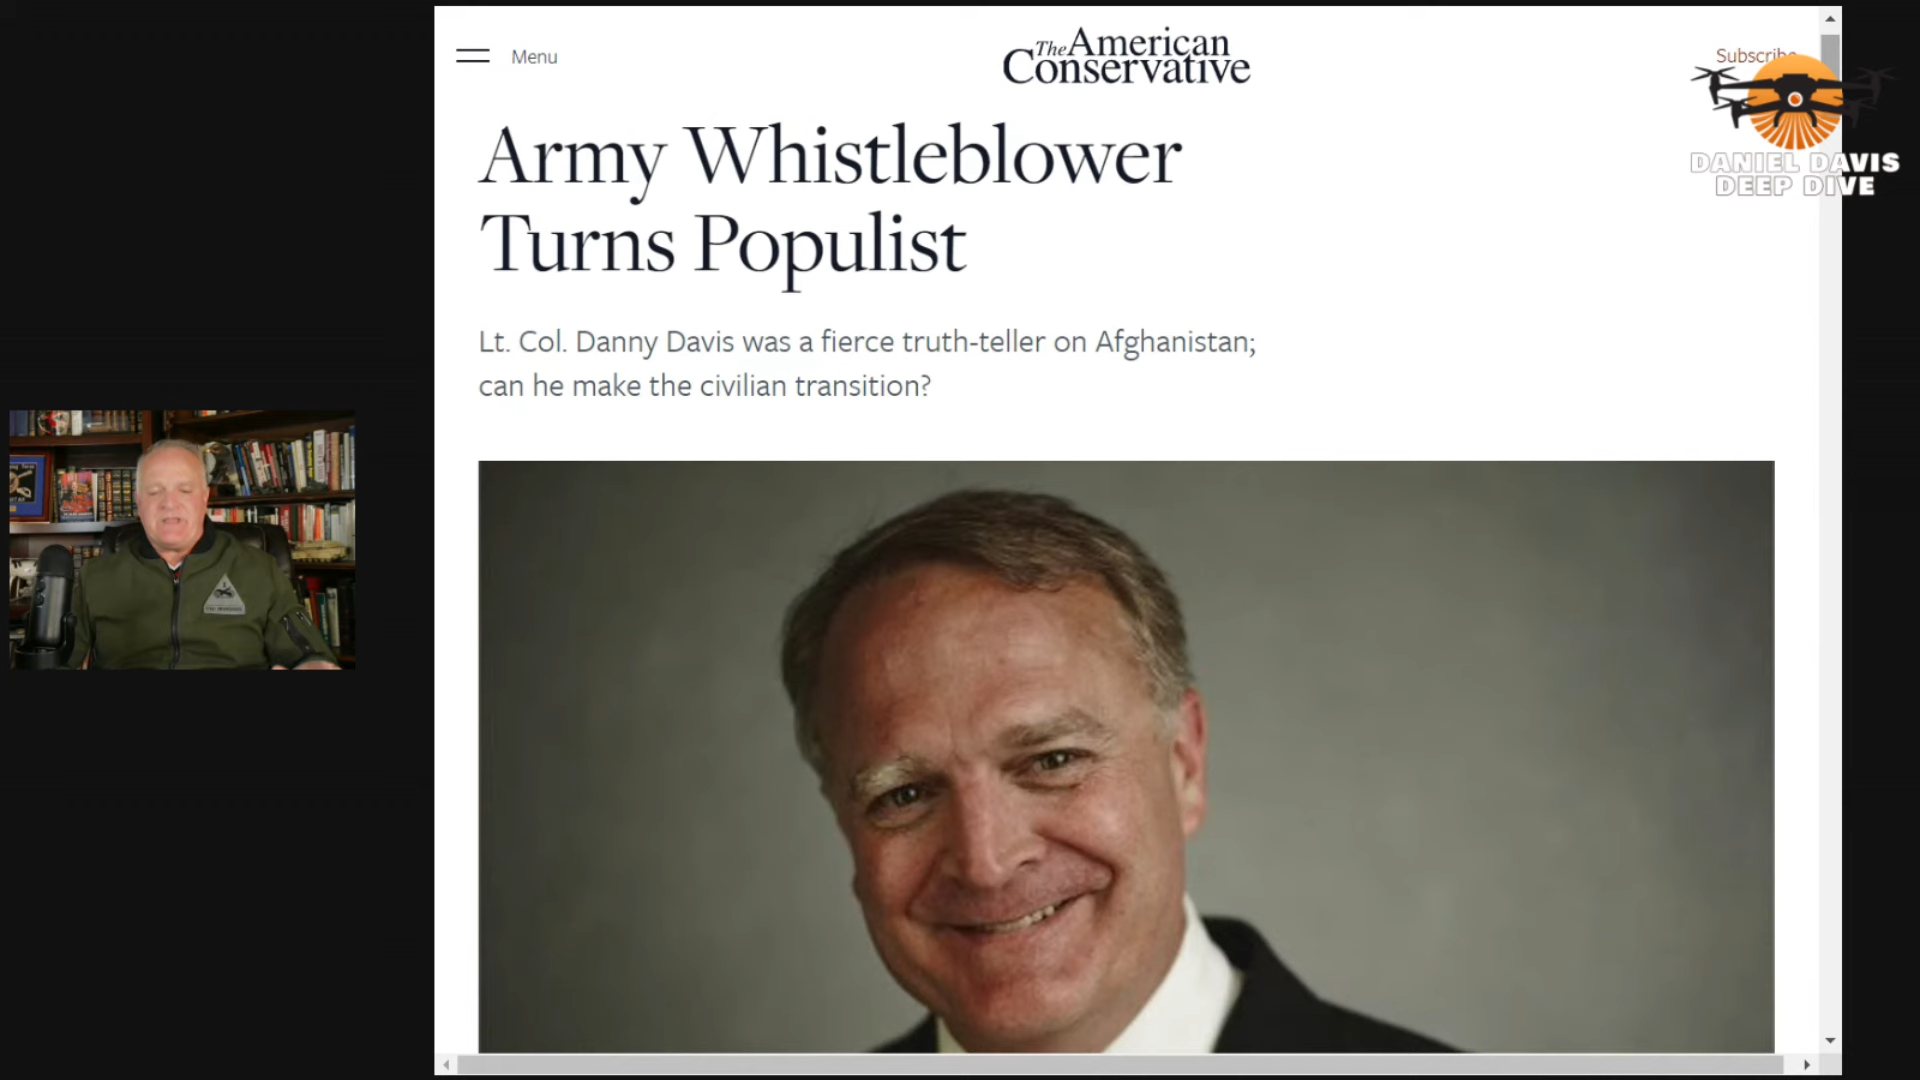 Menu
The American
Conservative
Subscribe
Army Whistleblower
Turns Populist
Lt. Col. Danny Davis was a fierce truth-teller on Afghanistan;
can he make the civilian transition?
DANIEL DAVIS
DEEP DIVE